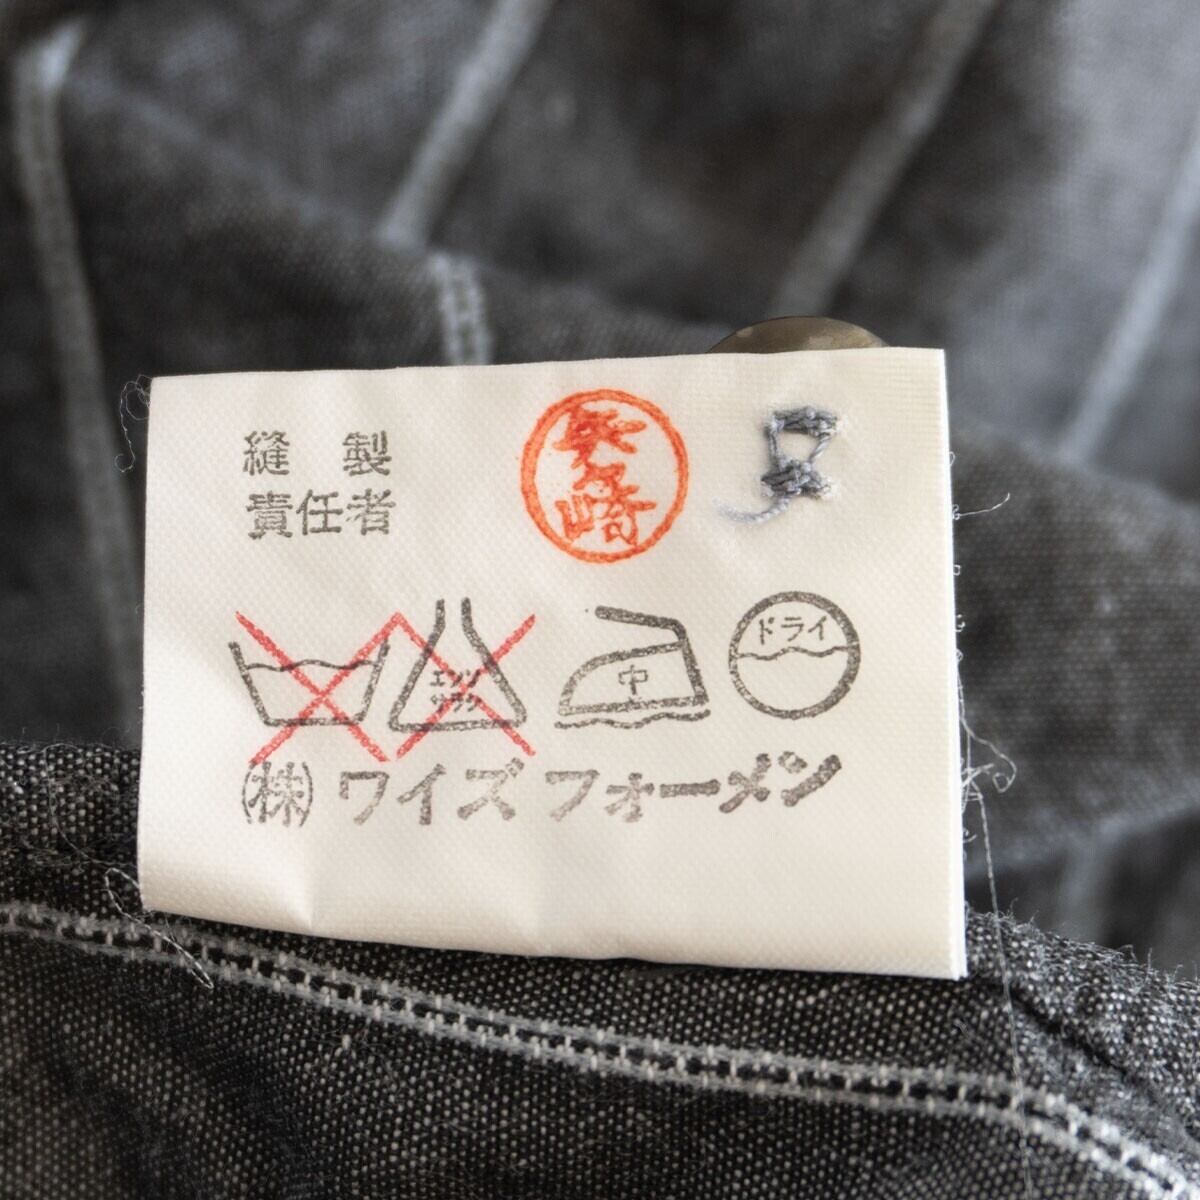 縫 製
責任者
エンソ
サラシ
中
ドライ
(株)ワイズ フォーメン